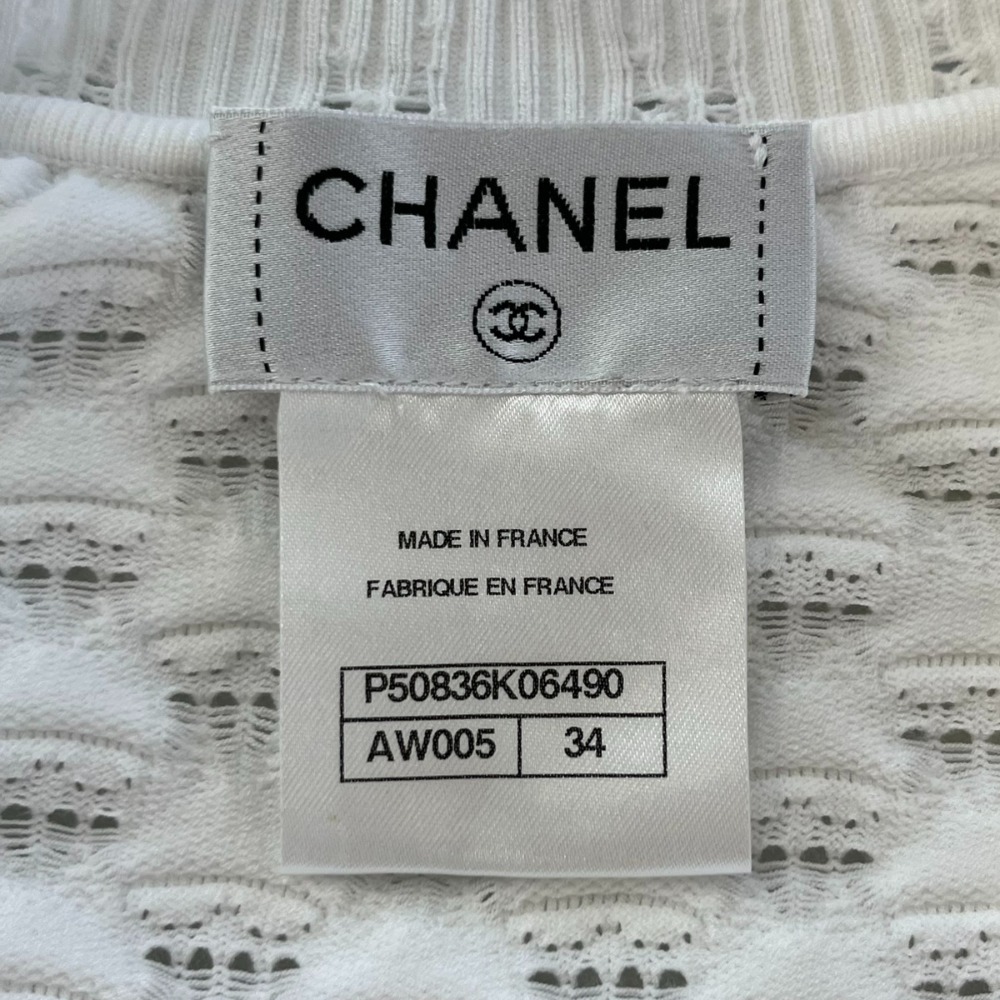 CHANEL
MADE IN FRANCE
FABRIQUE EN FRANCE
P50836K06490
AW005 34